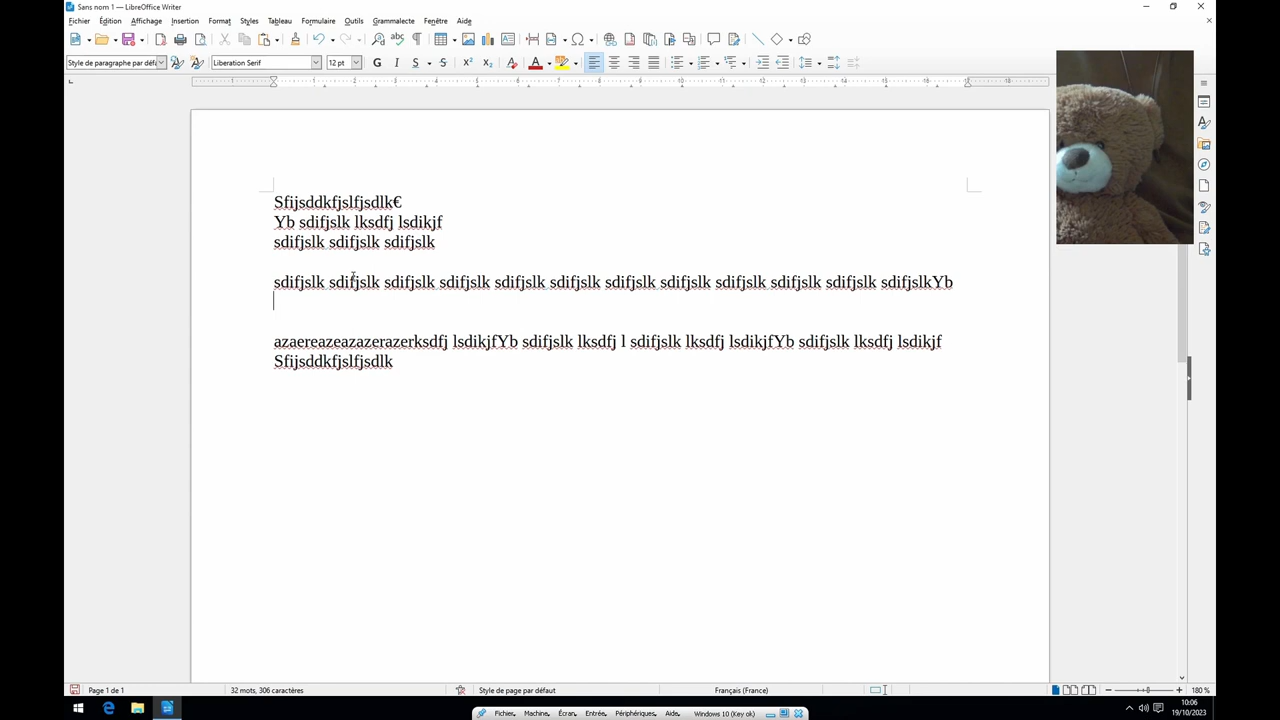 Sans nom 1 — LibreOffice Writer
Fichier Édition Affichage Insertion Format Styles Tableau Formulaire Outils Grammalecte Fenêtre Aide
Liberation Serif 12 pt
G I S S X² X₂
Sfijsddkfjslfjsdlk€
Yb sdifjslk lksdfj lsdikjf
sdifjslk sdifjslk sdifjslk
sdifjslk sdifjslk sdifjslk sdifjslk sdifjslk sdifjslk sdifjslk sdifjslk sdifjslk sdifjslk sdifjslk sdifjslkYb
azaereazeazazerazerksdfj lsdikjfYb sdifjslk lksdfj l sdifjslk lksdfj lsdikjfYb sdifjslk lksdfj lsdikjf
Sfijsddkfjslfjsdlk
Page 1 de 1 32 mots, 306 caractères Style de page par défaut Français (France) 180 %
Fichier Machine Écran Entrée Périphériques Aide Windows 10 (Key ok)
10:06
19/10/2023